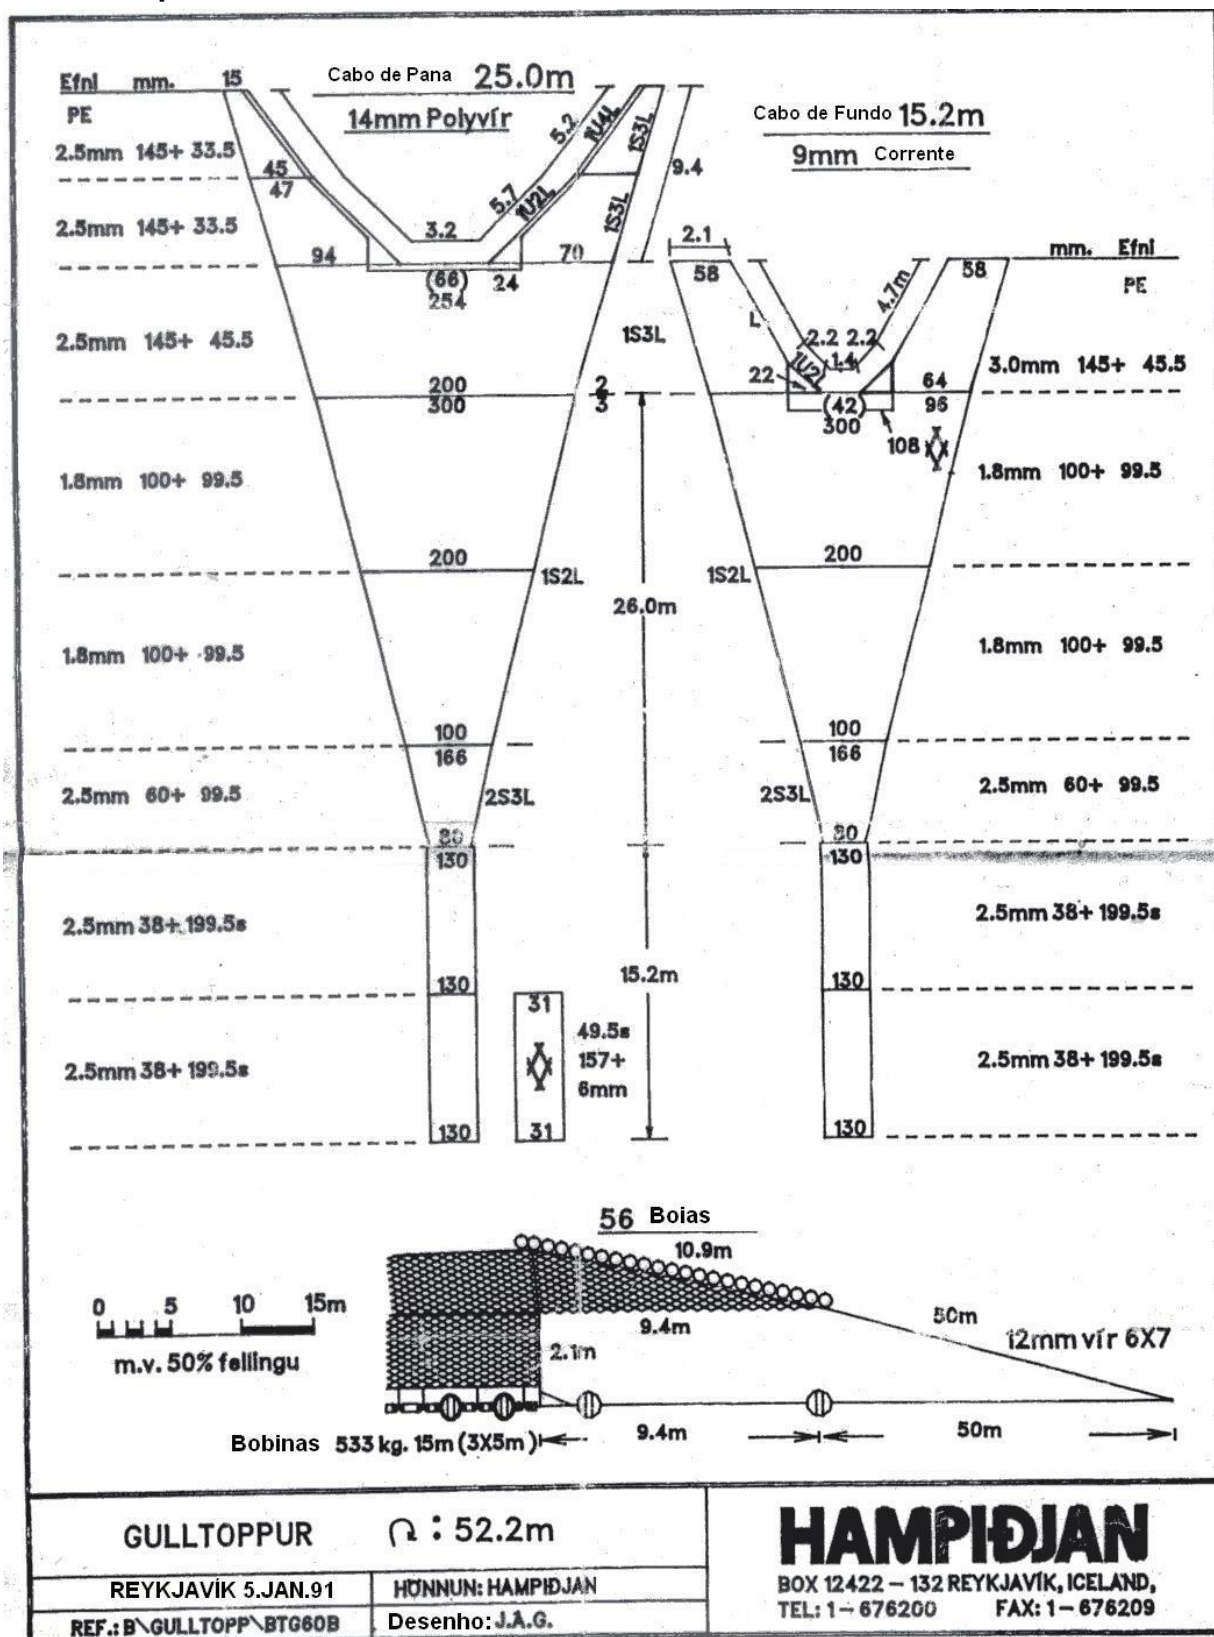 Efni mm. 15
Cabo de Pana 25.0m
14mm Polyvír
PE
2.5mm 145+ 33.5
45
47
5.2
1U4L
1S3L
9.4
Cabo de Fundo 15.2m
9mm Corrente
2.5mm 145+ 33.5
3.2
5.7
1U2L
1S3L
94
70
(66)
24
254
2.1
58
58
mm. Efni
PE
2.5mm 145+ 45.5
1S3L
L
4.7m
2.2 2.2
1.4
1U2L
22
64
3.0mm 145+ 45.5
200
300
2
3
(42)
96
300
108
1.8mm 100+ 99.5
1.8mm 100+ 99.5
200
1S2L
1S2L
200
26.0m
1.8mm 100+ 99.5
1.8mm 100+ 99.5
100
166
100
166
2.5mm 60+ 99.5
2S3L
2S3L
2.5mm 60+ 99.5
80
130
80
130
2.5mm 38+ 199.5s
2.5mm 38+ 199.5s
15.2m
130
31
130
49.5s
157+
6mm
2.5mm 38+ 199.5s
2.5mm 38+ 199.5s
130
31
130
56 Boias
10.9m
0 5 10 15m
m.v. 50% fellingu
9.4m
50m
12mm vír 6X7
2.1m
Bobinas 533 kg. 15m (3X5m)
9.4m
50m
GULLTOPPUR
: 52.2m
REYKJAVÍK 5.JAN.91
HÖNNUN: HAMPIÐJAN
REF.: B\GULLTOPP\BTG60B
Desenho: J.A.G.
HAMPIÐJAN
BOX 12422 – 132 REYKJAVÍK, ICELAND,
TEL: 1– 676200 FAX: 1– 676209